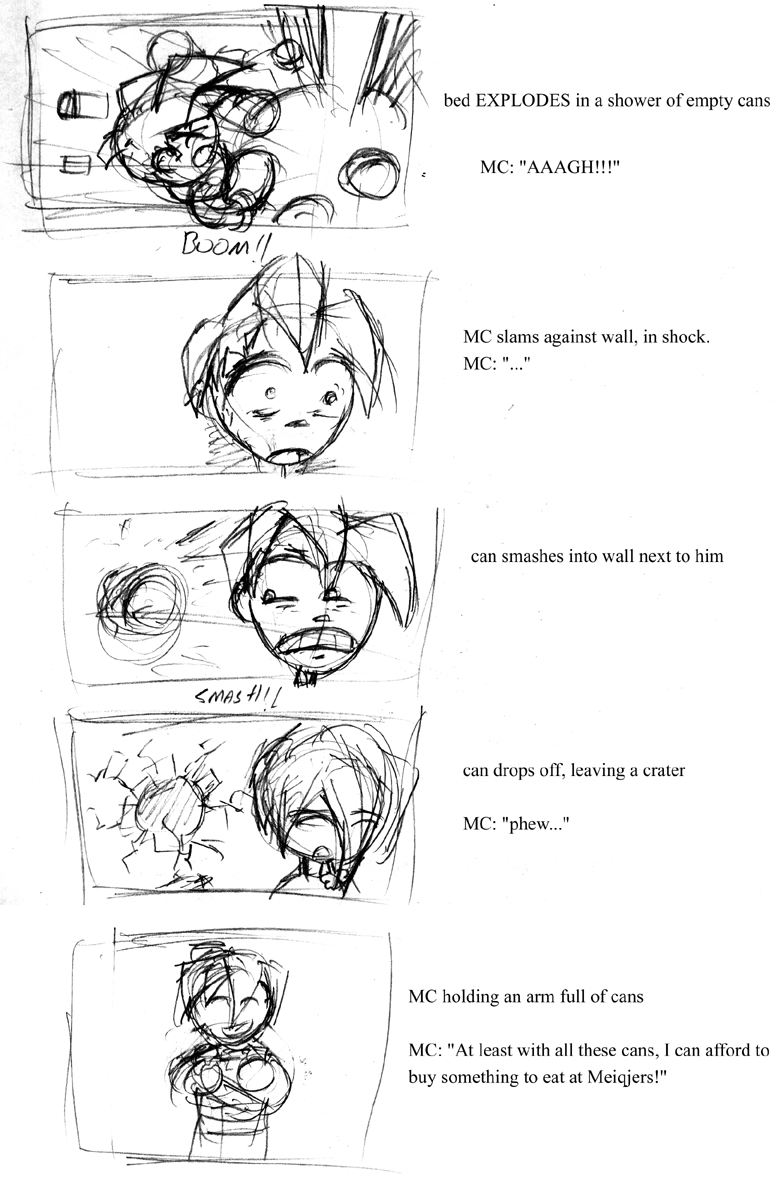 bed EXPLODES in a shower of empty cans
MC: "AAAGH!!!"
BOOM!!
MC slams against wall, in shock.
MC: "..."
can smashes into wall next to him
SMASH!!
can drops off, leaving a crater
MC: "phew..."
MC holding an arm full of cans
MC: "At least with all these cans, I can afford to
buy something to eat at Meiqjers!"